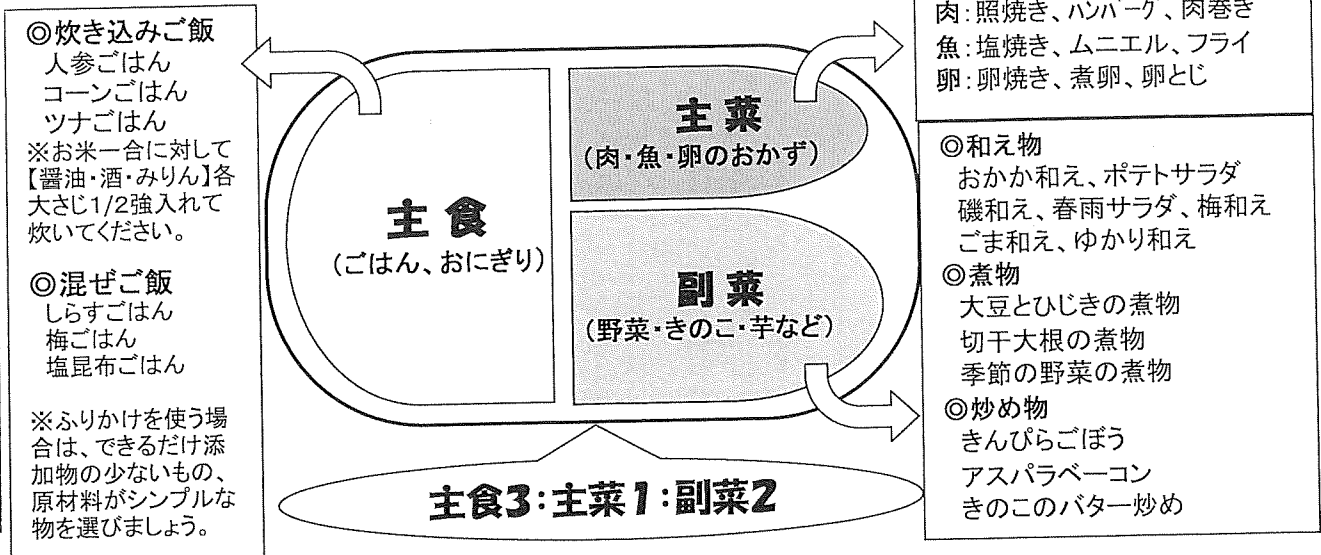 ◎炊き込みご飯
人参ごはん
コーンごはん
ツナごはん
※お米一合に対して
【醤油・酒・みりん】各
大さじ1/2強入れて
炊いてください。
◎混ぜご飯
しらすごはん
梅ごはん
塩昆布ごはん
※ふりかけを使う場
合は、できるだけ添
加物の少ないもの、
原材料がシンプルな
物を選びましょう。
主食
(ごはん、おにぎり)
主菜
(肉・魚・卵のおかず)
副菜
(野菜・きのこ・芋など)
主食3:主菜1:副菜2
肉:照焼き、ハンバーグ、肉巻き
魚:塩焼き、ムニエル、フライ
卵:卵焼き、煮卵、卵とじ
◎和え物
おかか和え、ポテトサラダ
磯和え、春雨サラダ、梅和え
ごま和え、ゆかり和え
◎煮物
大豆とひじきの煮物
切干大根の煮物
季節の野菜の煮物
◎炒め物
きんぴらごぼう
アスパラベーコン
きのこのバター炒め